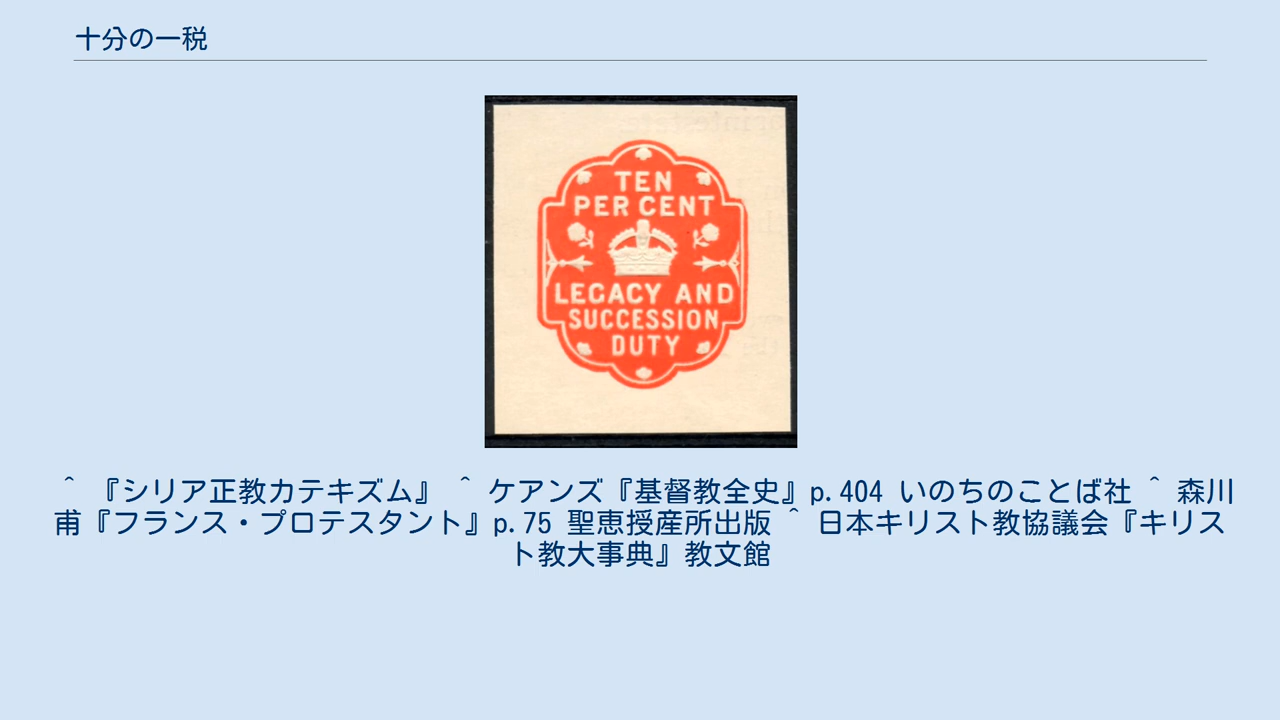 十分の一税
TEN
PER CENT
LEGACY AND
SUCCESSION
DUTY
^ 『シリア正教カテキズム』 ^ ケアンズ『基督教全史』p.404 いのちのことば社 ^ 森川
甫『フランス・プロテスタント』p.75 聖恵授産所出版 ^ 日本キリスト教協議会『キリス
ト教大事典』教文館